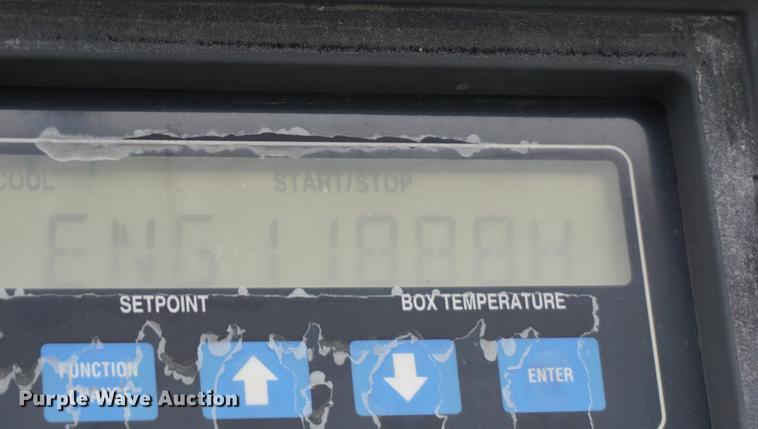 COOL START/STOP
ENG
SETPOINT BOX TEMPERATURE
FUNCTION
ENTER
Purple Wave Auction